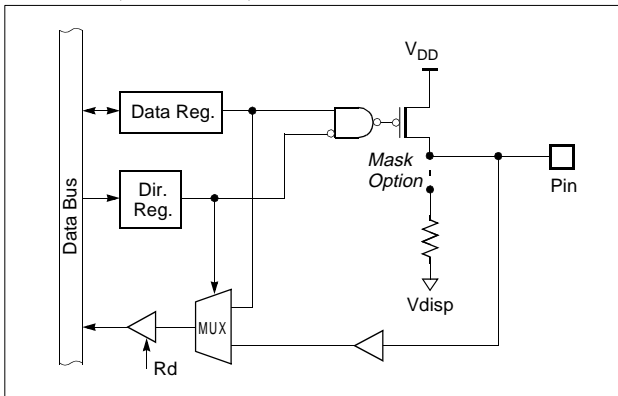 VDD
Data Reg.
Mask
Option
Pin
Dir.
Reg.
Data Bus
Vdisp
MUX
Rd